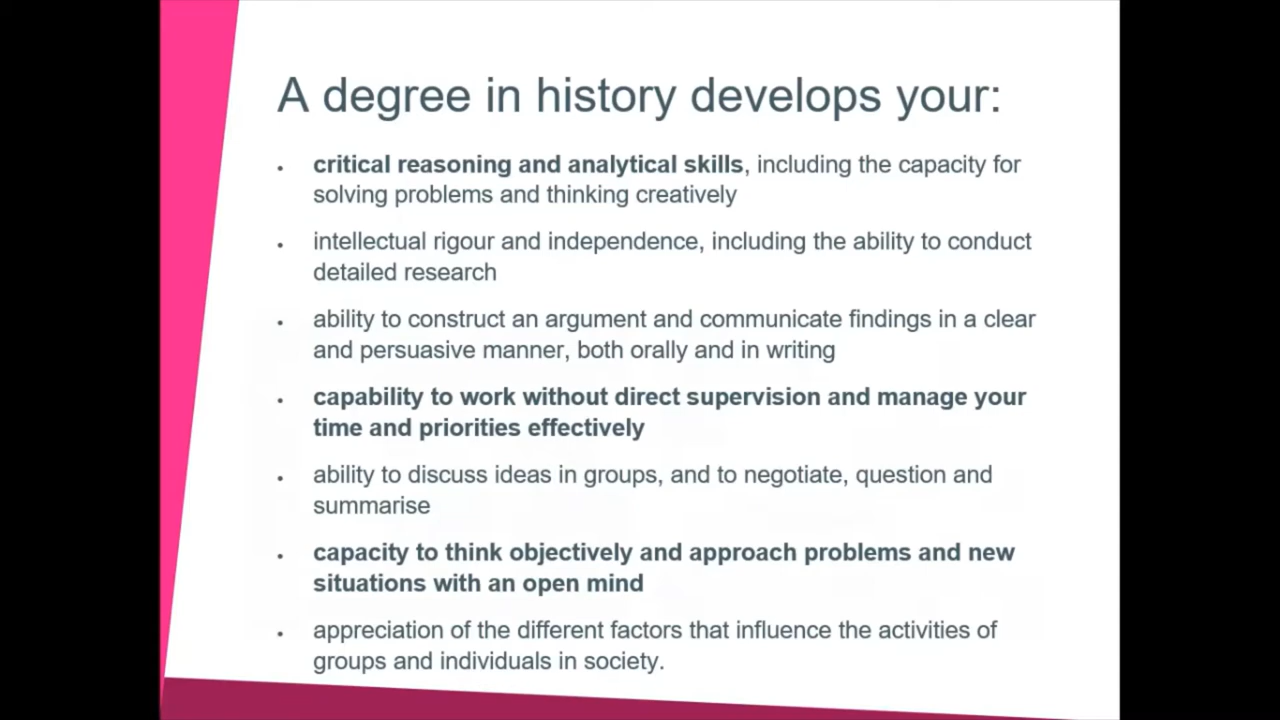 A degree in history develops your:
• critical reasoning and analytical skills, including the capacity for
solving problems and thinking creatively
• intellectual rigour and independence, including the ability to conduct
detailed research
• ability to construct an argument and communicate findings in a clear
and persuasive manner, both orally and in writing
• capability to work without direct supervision and manage your
time and priorities effectively
• ability to discuss ideas in groups, and to negotiate, question and
summarise
• capacity to think objectively and approach problems and new
situations with an open mind
• appreciation of the different factors that influence the activities of
groups and individuals in society.